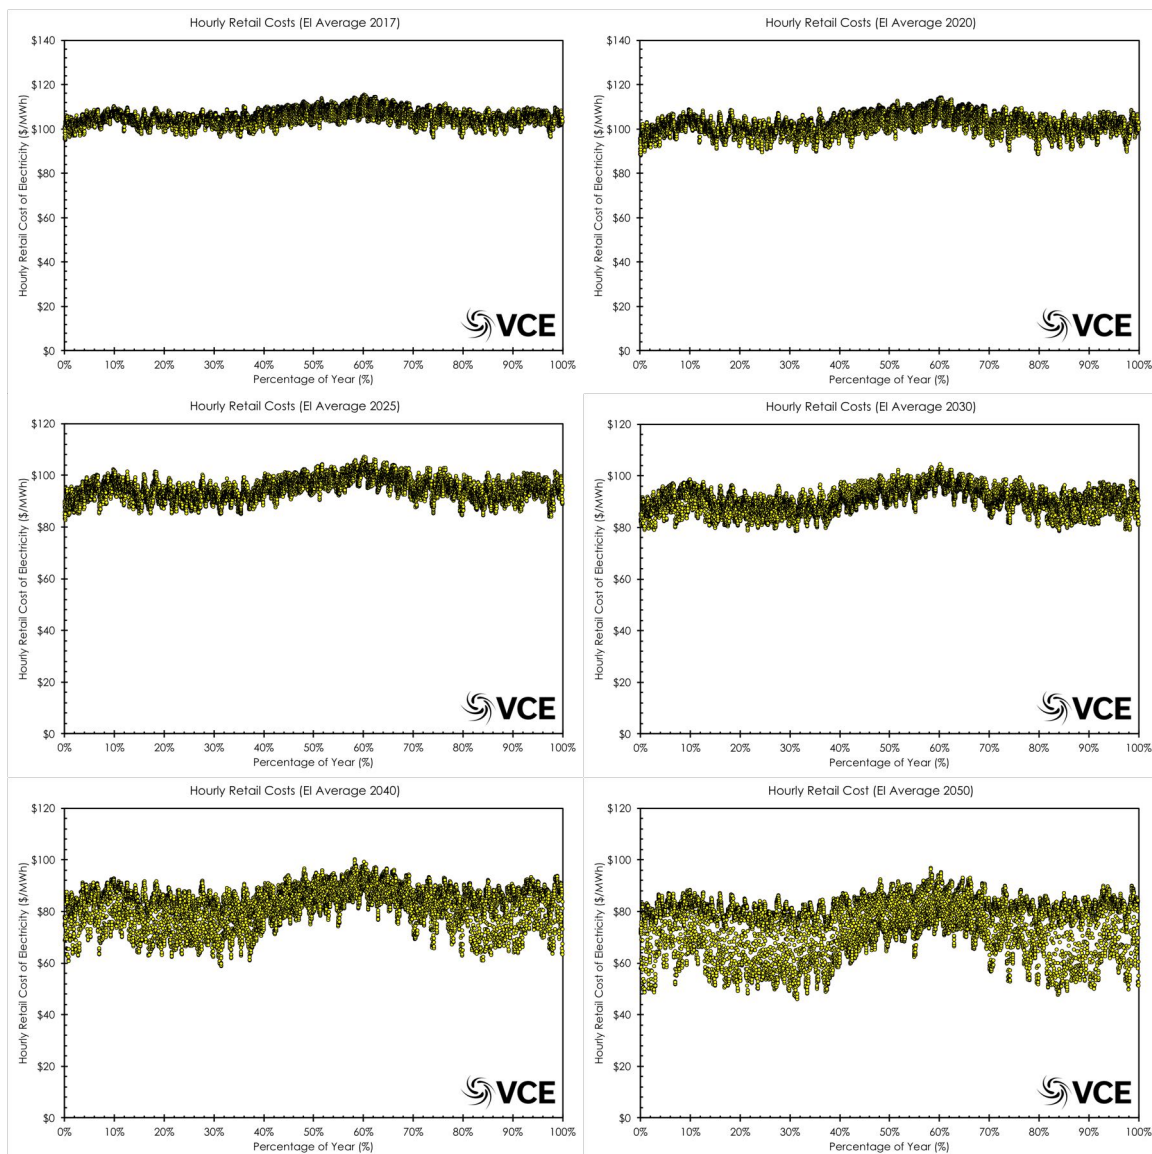 Hourly Retail Costs (EI Average 2017)
$140
$120
$100
$80
$60
$40
$20
$0
Hourly Retail Cost of Electricity ($/MWh)
VCE
0% 10% 20% 30% 40% 50% 60% 70% 80% 90% 100%
Percentage of Year (%)
Hourly Retail Costs (EI Average 2020)
$140
$120
$100
$80
$60
$40
$20
$0
Hourly Retail Cost of Electricity ($/MWh)
VCE
0% 10% 20% 30% 40% 50% 60% 70% 80% 90% 100%
Percentage of Year (%)
Hourly Retail Costs (EI Average 2025)
$120
$100
$80
$60
$40
$20
$0
Hourly Retail Cost of Electricity ($/MWh)
VCE
0% 10% 20% 30% 40% 50% 60% 70% 80% 90% 100%
Percentage of Year (%)
Hourly Retail Costs (EI Average 2030)
$120
$100
$80
$60
$40
$20
$0
Hourly Retail Cost of Electricity ($/MWh)
VCE
0% 10% 20% 30% 40% 50% 60% 70% 80% 90% 100%
Percentage of Year (%)
Hourly Retail Costs (EI Average 2040)
$120
$100
$80
$60
$40
$20
$0
Hourly Retail Cost of Electricity ($/MWh)
VCE
0% 10% 20% 30% 40% 50% 60% 70% 80% 90% 100%
Percentage of Year (%)
Hourly Retail Cost (EI Average 2050)
$120
$100
$80
$60
$40
$20
$0
Hourly Retail Cost of Electricity ($/MWh)
VCE
0% 10% 20% 30% 40% 50% 60% 70% 80% 90% 100%
Percentage of Year (%)